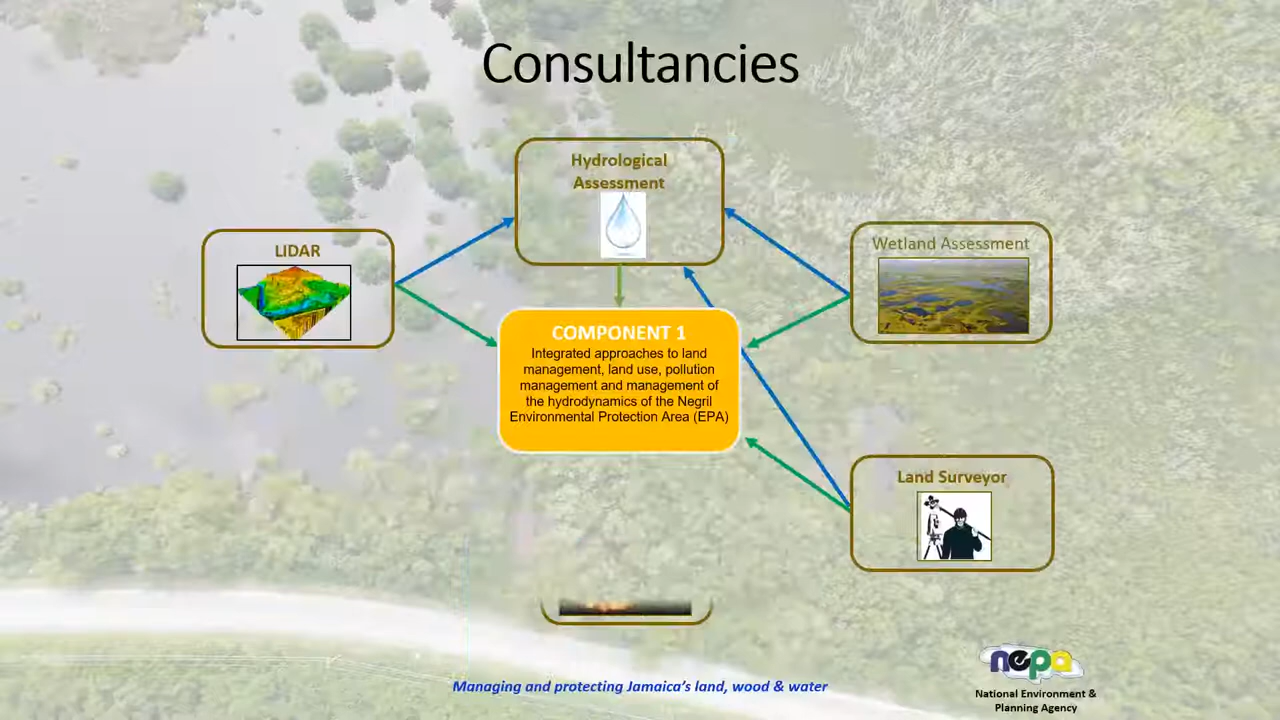 Consultancies
Hydrological
Assessment
LIDAR
Wetland Assessment
COMPONENT 1
Integrated approaches to land
management, land use, pollution
management and management of
the hydrodynamics of the Negril
Environmental Protection Area (EPA)
Land Surveyor
nepa
Managing and protecting Jamaica's land, wood & water
National Environment &
Planning Agency